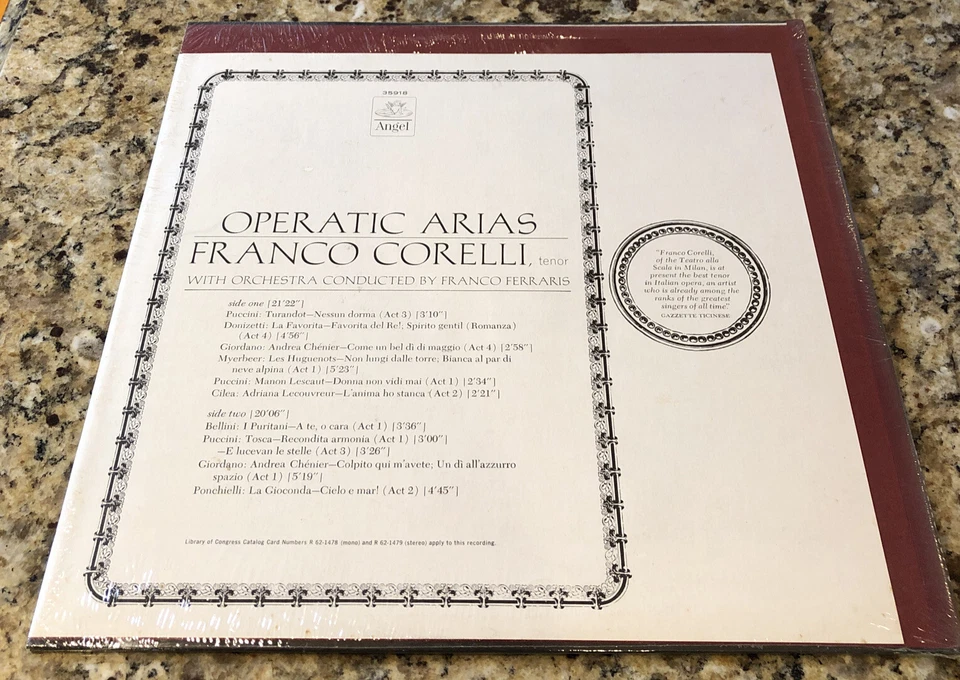 35918
Angel
OPERATIC ARIAS
FRANCO CORELLI, tenor
WITH ORCHESTRA CONDUCTED BY FRANCO FERRARIS
side one [21'22"]
Puccini: Turandot—Nessun dorma (Act 3) [3'10"]
Donizetti: La Favorita—Favorita del Re!, Spirito gentil (Romanza)
(Act 4) [4'56"]
Giordano: Andrea Chénier—Come un bel dì di maggio (Act 4) [2'58"]
Meyerbeer: Les Huguenots—Non lungi dalle torre; Bianca al par di
neve alpina (Act 1) [5'23"]
Puccini: Manon Lescaut—Donna non vidi mai (Act 1) [2'34"]
Cilea: Adriana Lecouvreur—L'anima ho stanca (Act 2) [2'21"]
side two [20'06"]
Bellini: I Puritani—A te, o cara (Act 1) [3'36"]
Puccini: Tosca—Recondita armonia (Act 1) [3'00"]
—E lucevan le stelle (Act 3) [3'26"]
Giordano: Andrea Chénier—Colpito qui m'avete; Un dì all'azzurro
spazio (Act 1) [5'19"]
Ponchielli: La Gioconda—Cielo e mar! (Act 2) [4'45"]
Library of Congress Catalog Card Numbers R 62-1478 (mono) and R 62-1479 (stereo) apply to this recording.
"Franco Corelli,
of the Teatro alla
Scala in Milan, is at
present the best tenor
in Italian opera, an artist
who is already among the
ranks of the greatest
singers of all time."
GAZZETTE TICINESE